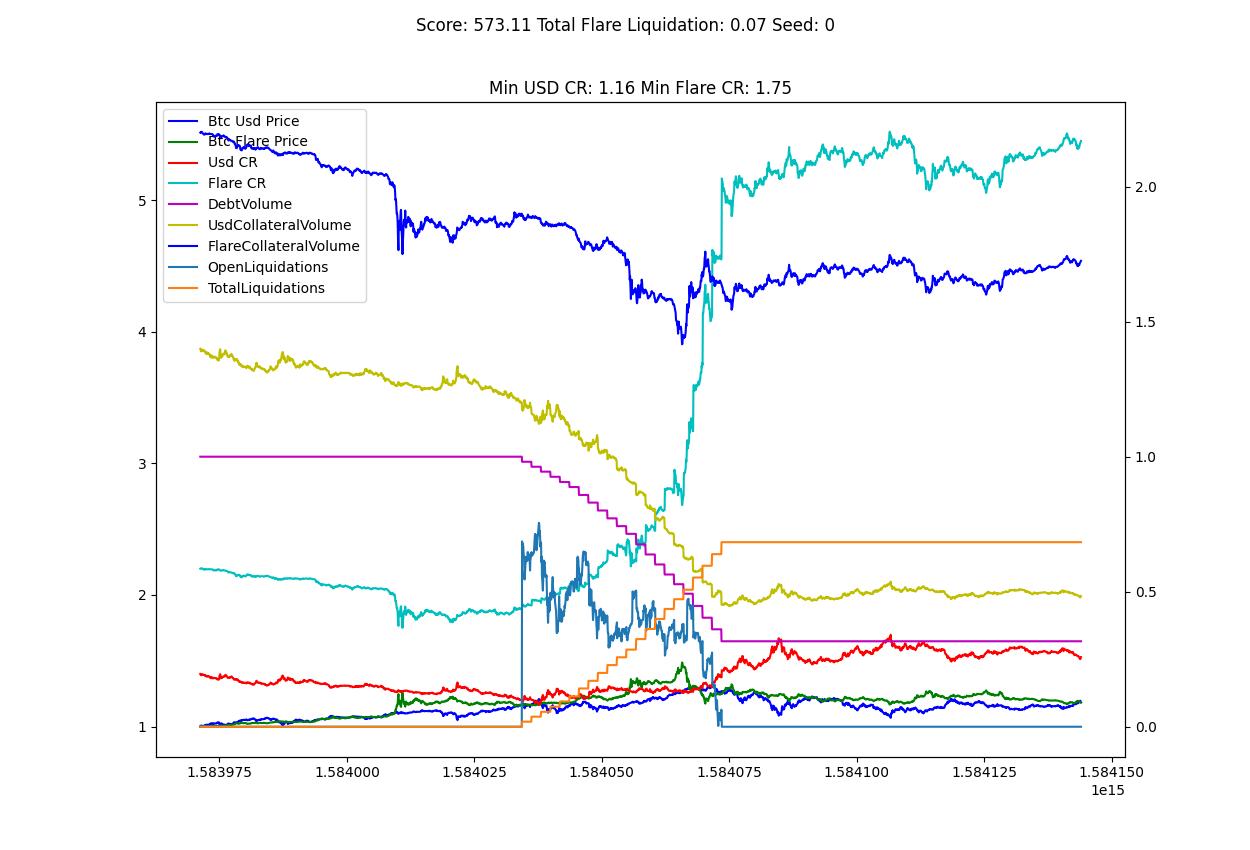 Score: 573.11 Total Flare Liquidation: 0.07 Seed: 0
Min USD CR: 1.16 Min Flare CR: 1.75
Btc Usd Price
Btc Flare Price
Usd CR
Flare CR
DebtVolume
UsdCollateralVolume
FlareCollateralVolume
OpenLiquidations
TotalLiquidations
5
4
3
2
1
2.0
1.5
1.0
0.5
0.0
1.583975 1.584000 1.584025 1.584050 1.584075 1.584100 1.584125 1.584150
1e15